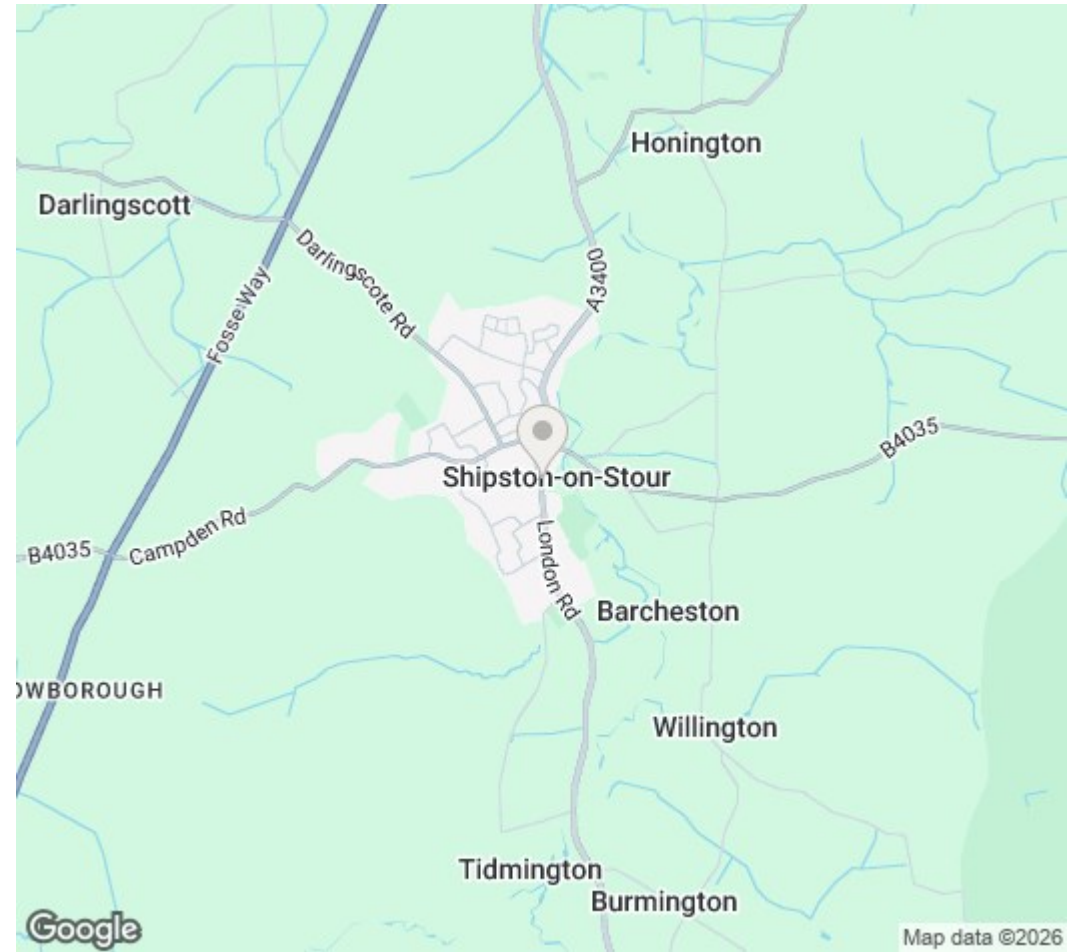 Honington
Darlingscott
Darlingscote Rd
A3400
Fosse Way
B4035
Shipston-on-Stour
Campden Rd
B4035
London Rd
Barcheston
OWBOROUGH
Willington
Tidmington
Burmington
Google
Map data ©2026